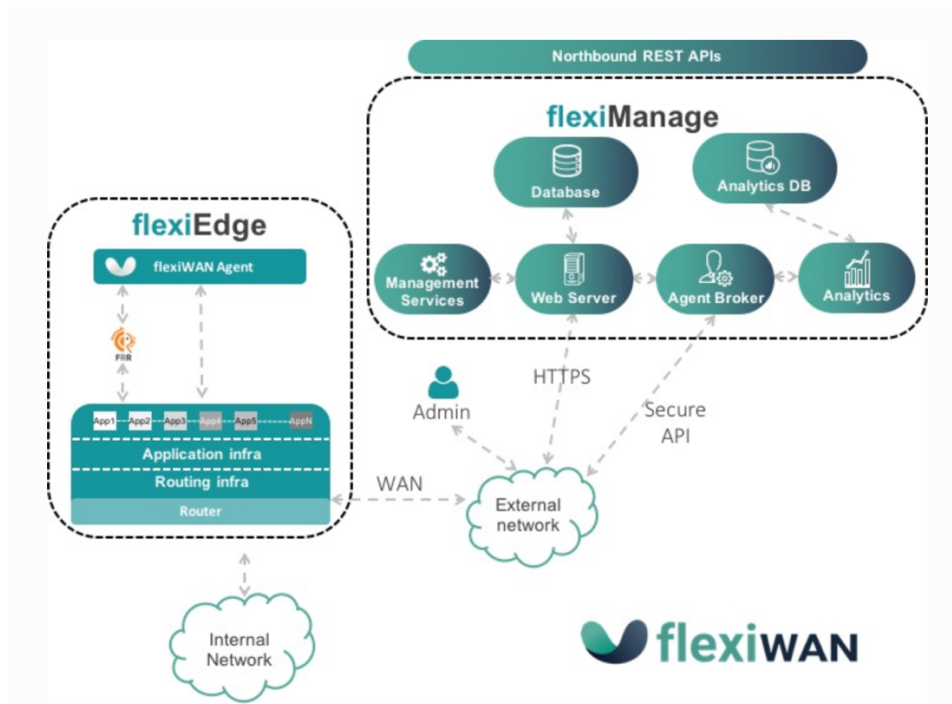 Northbound REST APIs
flexiManage
Database
Analytics DB
Management
Services
Web Server
Agent Broker
Analytics
flexiEdge
flexiWAN Agent
FRR
App1 App2 App3 App4 App5 AppN
Application infra
Routing infra
Router
Admin
HTTPS
Secure
API
WAN
External
network
Internal
Network
flexiWAN